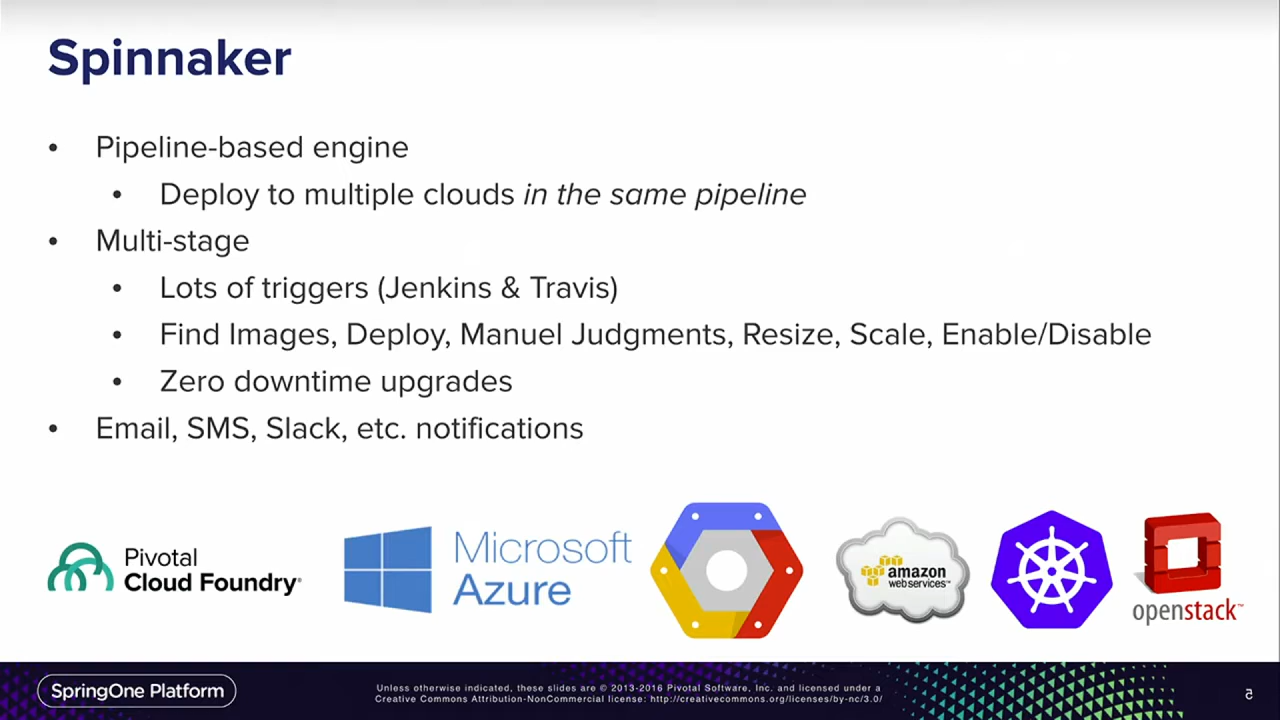 Spinnaker
• Pipeline-based engine
• Deploy to multiple clouds in the same pipeline
• Multi-stage
• Lots of triggers (Jenkins & Travis)
• Find Images, Deploy, Manuel Judgments, Resize, Scale, Enable/Disable
• Zero downtime upgrades
• Email, SMS, Slack, etc. notifications
Pivotal
Cloud Foundry®
Microsoft
Azure
amazon
webservices™
openstack™
SpringOne Platform
Unless otherwise indicated, these slides are © 2013-2016 Pivotal Software, Inc. and licensed under a
Creative Commons Attribution-NonCommercial license: http://creativecommons.org/licenses/by-nc/3.0/
5